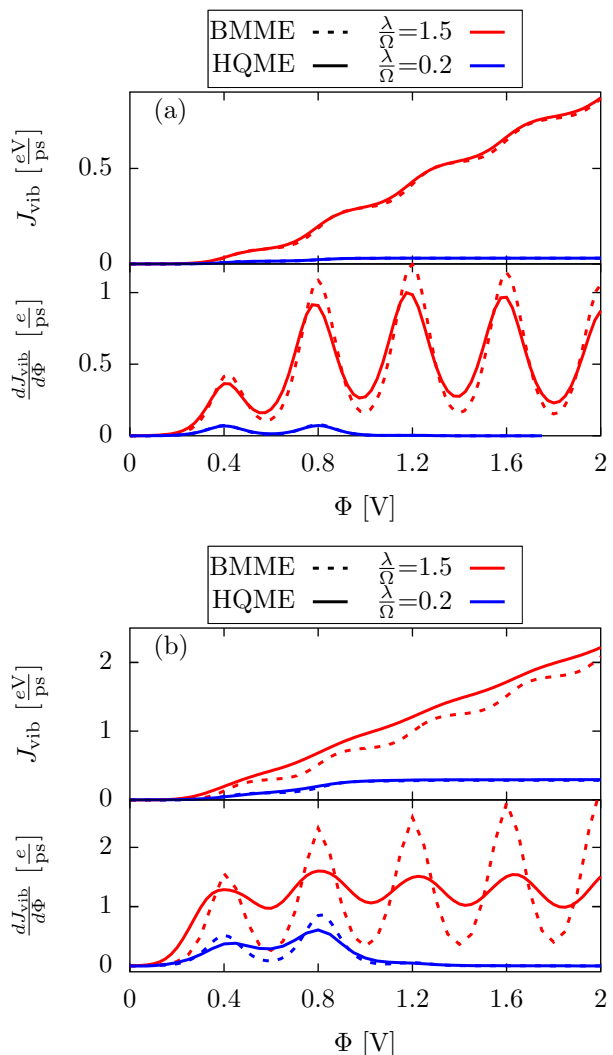 BMME λ/Ω=1.5
HQME λ/Ω=0.2
(a)
J_vib [eV/ps]
0.5
0
dJ_vib/dΦ [e/ps]
1
0.5
0
0 0.4 0.8 1.2 1.6 2
Φ [V]
BMME λ/Ω=1.5
HQME λ/Ω=0.2
(b)
J_vib [eV/ps]
2
1
0
dJ_vib/dΦ [e/ps]
2
1
0
0 0.4 0.8 1.2 1.6 2
Φ [V]